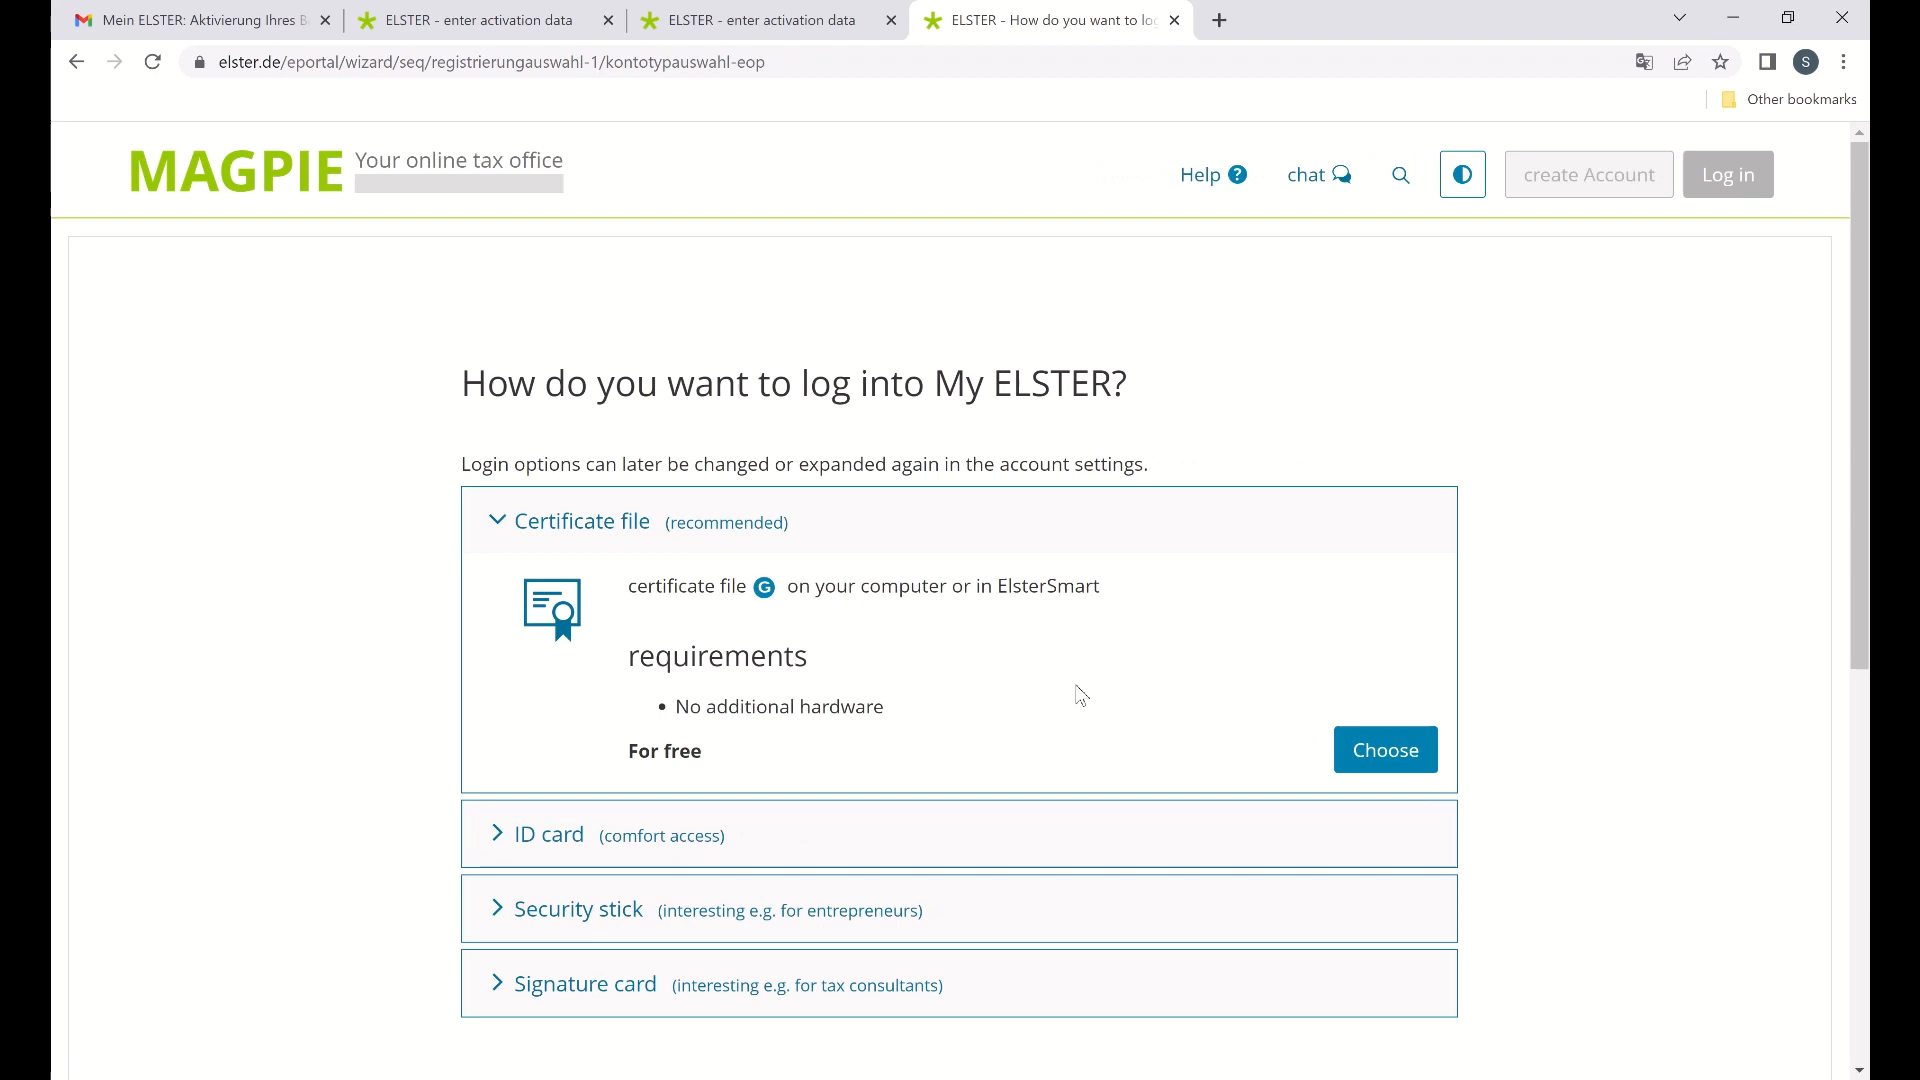 Mein ELSTER: Aktivierung Ihres B
ELSTER - enter activation data
ELSTER - enter activation data
ELSTER - How do you want to lo
elster.de/eportal/wizard/seq/registrierungauswahl-1/kontotypauswahl-eop
S
Other bookmarks
MAGPIE
Your online tax office
Help ?
chat
create Account
Log in
How do you want to log into My ELSTER?
Login options can later be changed or expanded again in the account settings.
Certificate file (recommended)
certificate file G on your computer or in ElsterSmart
requirements
• No additional hardware
For free
Choose
ID card (comfort access)
Security stick (interesting e.g. for entrepreneurs)
Signature card (interesting e.g. for tax consultants)